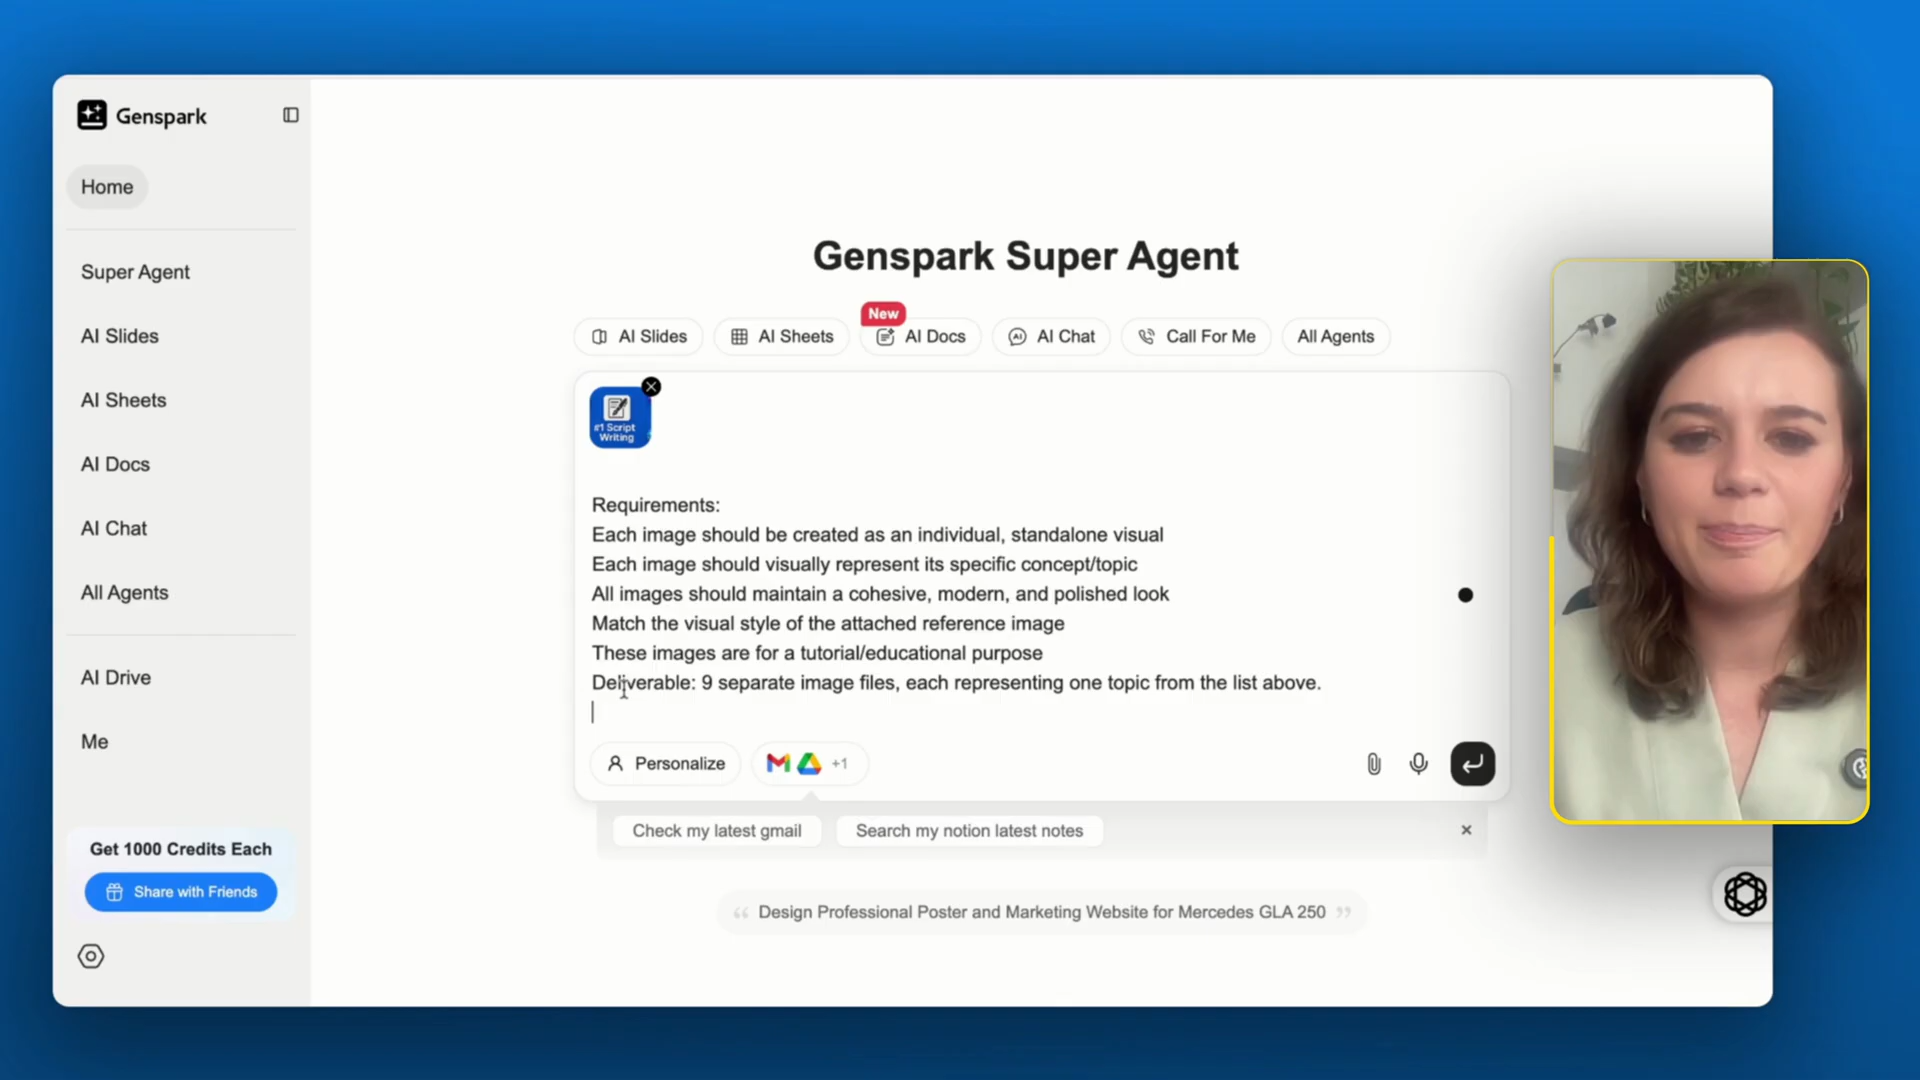 Genspark
Home
Super Agent
AI Slides
AI Sheets
AI Docs
AI Chat
All Agents
AI Drive
Me
Get 1000 Credits Each
Share with Friends
Genspark Super Agent
New
AI Slides
AI Sheets
AI Docs
AI Chat
Call For Me
All Agents
#1 Script
Writing
Requirements:
Each image should be created as an individual, standalone visual
Each image should visually represent its specific concept/topic
All images should maintain a cohesive, modern, and polished look
Match the visual style of the attached reference image
These images are for a tutorial/educational purpose
Deliverable: 9 separate image files, each representing one topic from the list above.
Personalize
+1
Check my latest gmail
Search my notion latest notes
Design Professional Poster and Marketing Website for Mercedes GLA 250